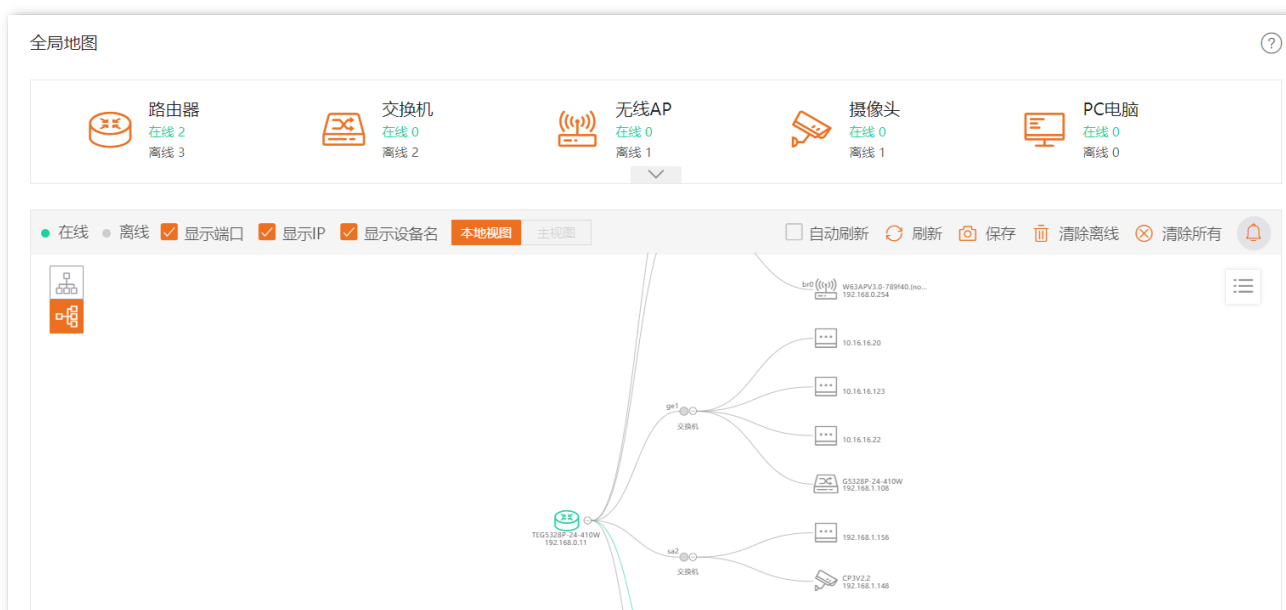 全局地图
?
路由器
在线 2
离线 3
交换机
在线 0
离线 2
无线AP
在线 0
离线 1
摄像头
在线 0
离线 1
PC电脑
在线 0
离线 0
在线 离线 显示端口 显示IP 显示设备名 本地视图 主视图 自动刷新 刷新 保存 清除离线 清除所有
br0 W63APV3.0-789f40.(no...
192.168.0.254
10.16.16.20
10.16.16.123
ge1
交换机
10.16.16.22
G5328P-24-410W
192.168.1.108
TEG5328P-24-410W
192.168.0.11
192.168.1.156
sa2
交换机
CP3V2.2
192.168.1.148